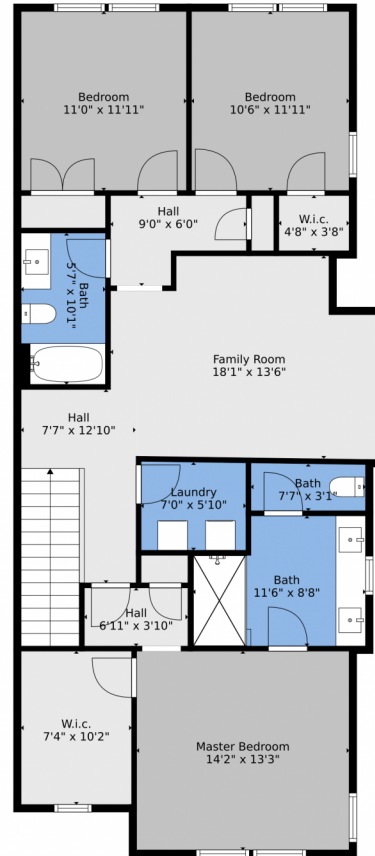 Bedroom
11'0" x 11'11"
Bedroom
10'6" x 11'11"
Hall
9'0" x 6'0"
W.i.c.
4'8" x 3'8"
Bath
5'7" x 10'1"
Family Room
18'1" x 13'6"
Hall
7'7" x 12'10"
Laundry
7'0" x 5'10"
Bath
7'7" x 3'1"
Bath
11'6" x 8'8"
Hall
6'11" x 3'10"
W.i.c.
7'4" x 10'2"
Master Bedroom
14'2" x 13'3"